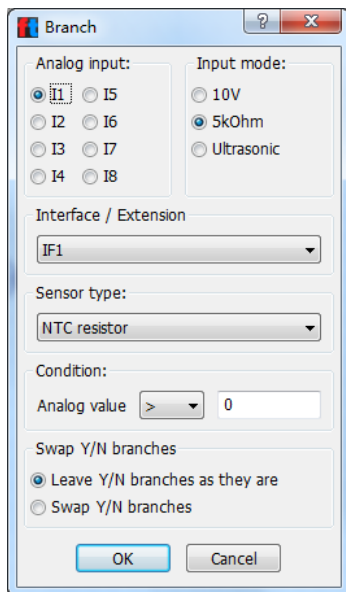 Branch
Analog input:
Input mode:
I1 I5
10V
I2 I6
5kOhm
I3 I7
Ultrasonic
I4 I8
Interface / Extension
IF1
Sensor type:
NTC resistor
Condition:
Analog value > 0
Swap Y/N branches
Leave Y/N branches as they are
Swap Y/N branches
OK Cancel